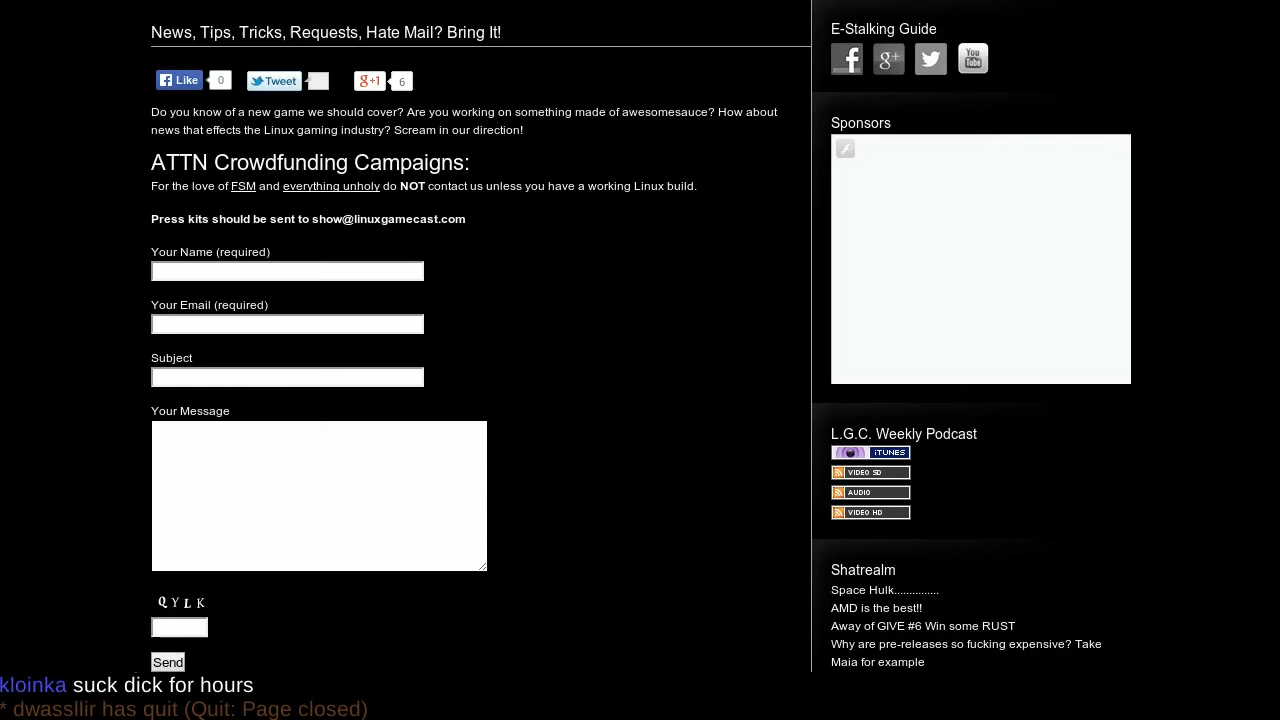 News, Tips, Tricks, Requests, Hate Mail? Bring It!
Like 0 Tweet g+1 6
Do you know of a new game we should cover? Are you working on something made of awesomesauce? How about
news that effects the Linux gaming industry? Scream in our direction!
ATTN Crowdfunding Campaigns:
For the love of FSM and everything unholy do NOT contact us unless you have a working Linux build.
Press kits should be sent to show@linuxgamecast.com
Your Name (required)
Your Email (required)
Subject
Your Message
QYLK
Send
E-Stalking Guide
f g+ You Tube
Sponsors
L.G.C. Weekly Podcast
iTUNES
VIDEO SD
AUDIO
VIDEO HD
Shatrealm
Space Hulk...............
AMD is the best!!
Away of GIVE #6 Win some RUST
Why are pre-releases so fucking expensive? Take
Maia for example
kloinka suck dick for hours
* dwassllir has quit (Quit: Page closed)